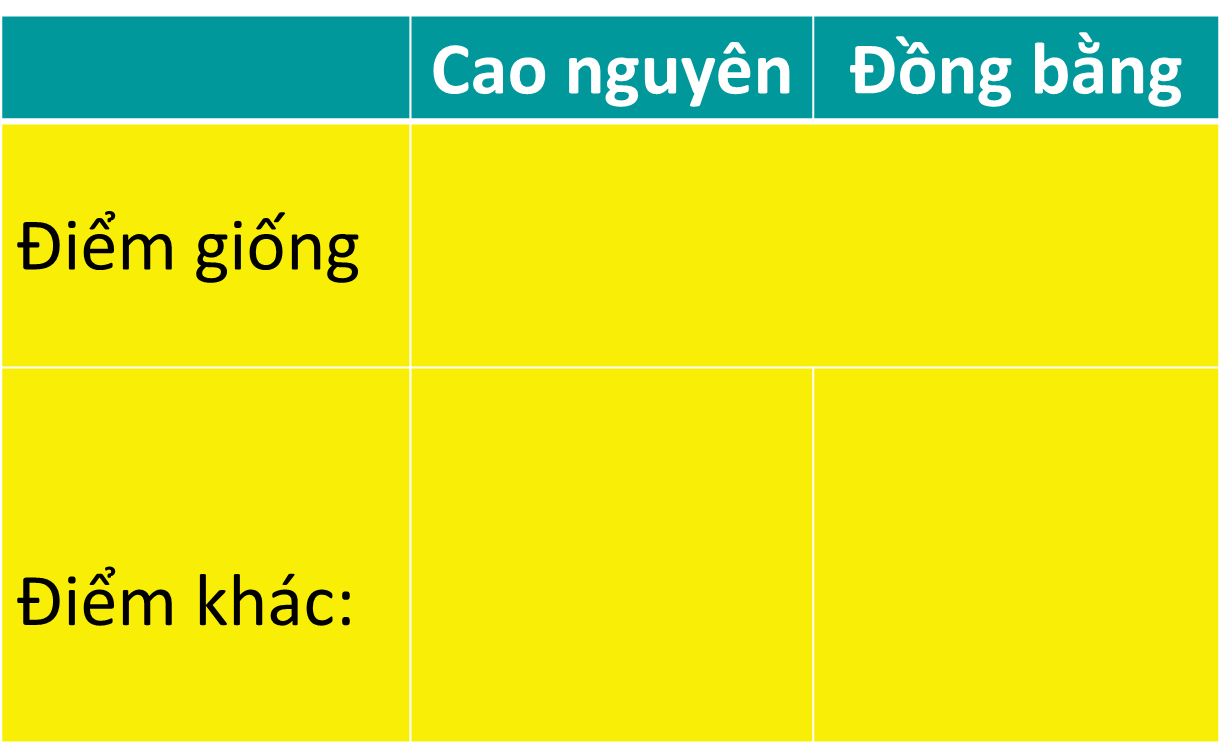 Cao nguyên
Đồng bằng
Điểm giống
Điểm khác: